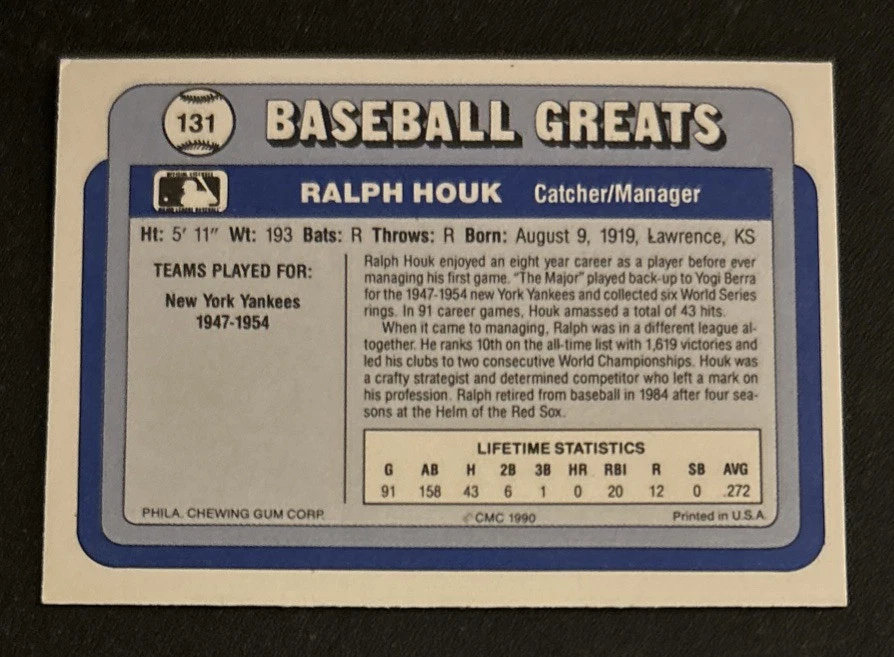 131 BASEBALL GREATS
RALPH HOUK Catcher/Manager
Ht: 5' 11" Wt: 193 Bats: R Throws: R Born: August 9, 1919, Lawrence, KS
TEAMS PLAYED FOR:
New York Yankees
1947-1954
Ralph Houk enjoyed an eight year career as a player before ever
managing his first game. "The Major" played back-up to Yogi Berra
for the 1947-1954 new York Yankees and collected six World Series
rings. In 91 career games, Houk amassed a total of 43 hits.
When it came to managing, Ralph was in a different league al-
together. He ranks 10th on the all-time list with 1,619 victories and
led his clubs to two consecutive World Championships. Houk was
a crafty strategist and determined competitor who left a mark on
his profession. Ralph retired from baseball in 1984 after four sea-
sons at the Helm of the Red Sox.
LIFETIME STATISTICS
G AB H 2B 3B HR RBI R SB AVG
91 158 43 6 1 0 20 12 0 .272
PHILA. CHEWING GUM CORP. © CMC 1990 Printed in U.S.A.